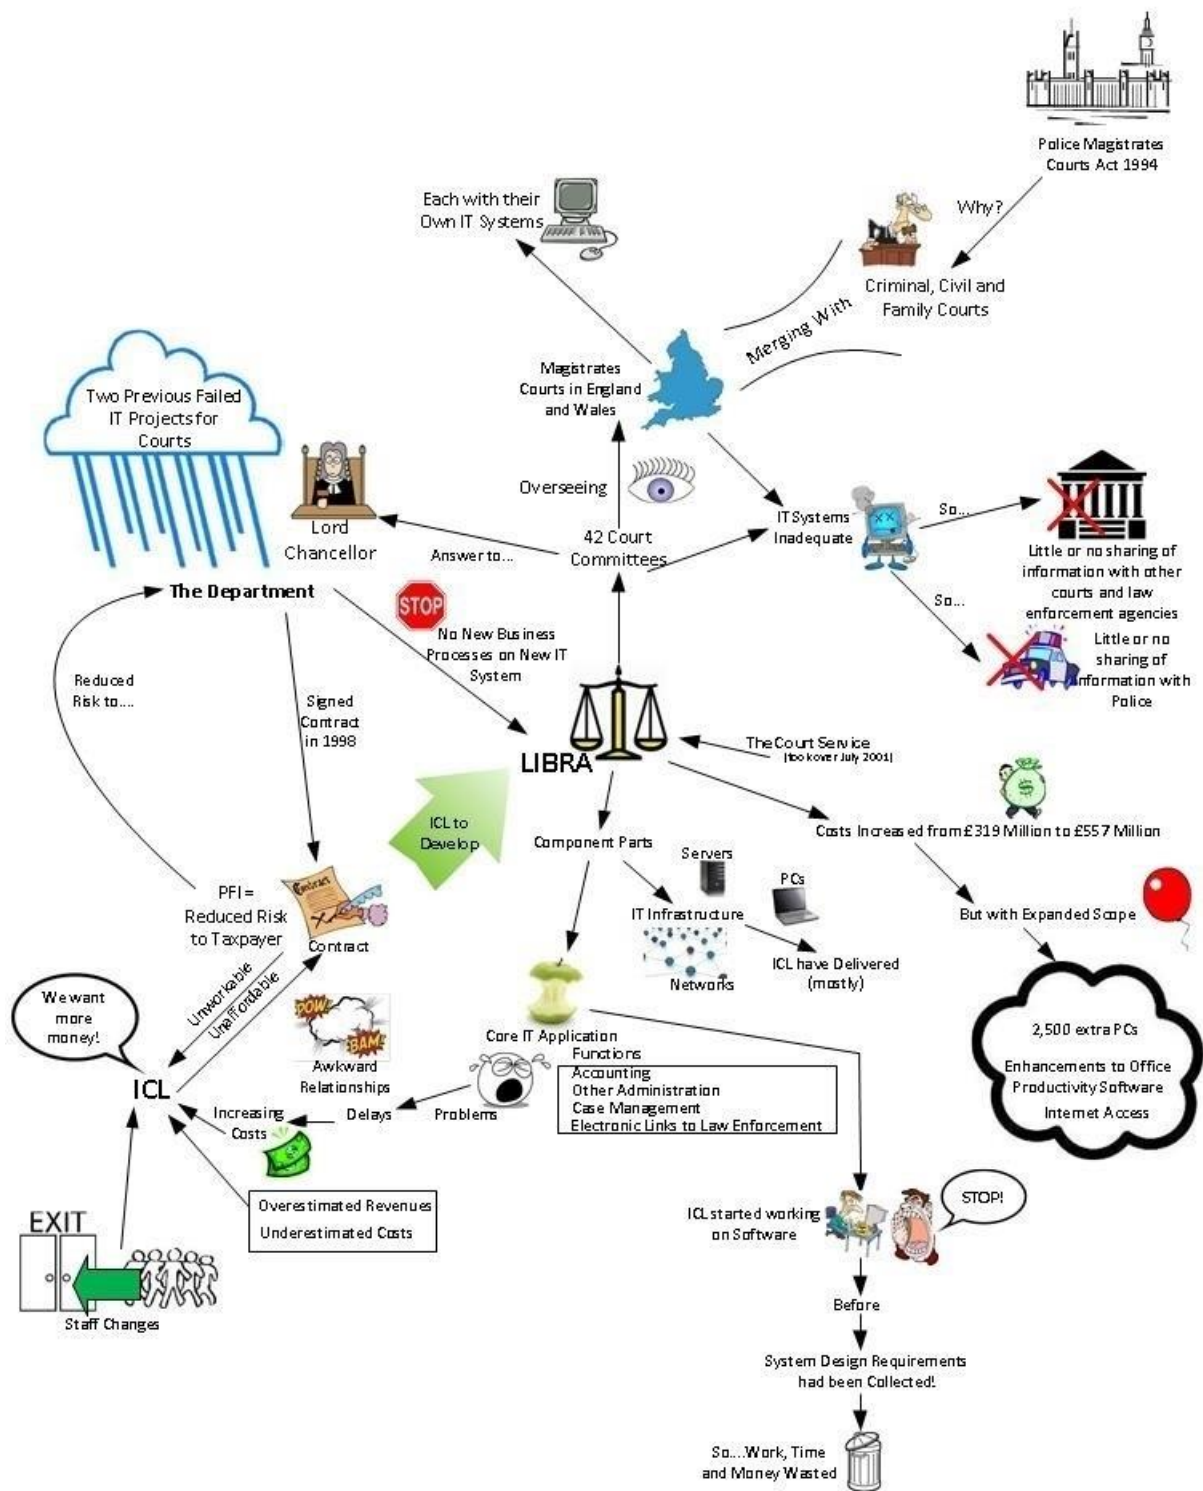 Police Magistrates
Courts Act 1994
Why?
Each with their
Own IT Systems
Criminal, Civil and
Family Courts
Merging With
Magistrates
Courts in England
and Wales
Two Previous Failed
IT Projects for
Courts
Overseeing
Lord
Chancellor
Answer to...
42 Court
Committees
IT Systems
Inadequate
So...
Little or no sharing of
information with other
courts and law
enforcement agencies
So...
Little or no
sharing of
information with
Police
The Department
STOP
No New Business
Processes on New IT
System
Reduced
Risk to....
Signed
Contract
in 1998
LIBRA
The Court Service
(took over July 2001)
ICL to
Develop
Component Parts
$
Costs Increased from £319 Million to £557 Million
Servers
PCs
IT Infrastructure
Networks
ICL have Delivered
(mostly)
But with Expanded Scope
2,500 extra PCs
Enhancements to Office
Productivity Software
Internet Access
PFI =
Reduced Risk
to Taxpayer
Contract
Contract
Unworkable
Unaffordable
We want
more
money!
ICL
POW!
BAM!
Awkward
Relationships
Core IT Application
Functions
Accounting
Other Administration
Case Management
Electronic Links to Law Enforcement
Problems
Delays
Increasing
Costs
Overestimated Revenues
Underestimated Costs
EXIT
Staff Changes
ICL started working
on Software
STOP!
Before
System Design Requirements
had been Collected!
So....Work, Time
and Money Wasted